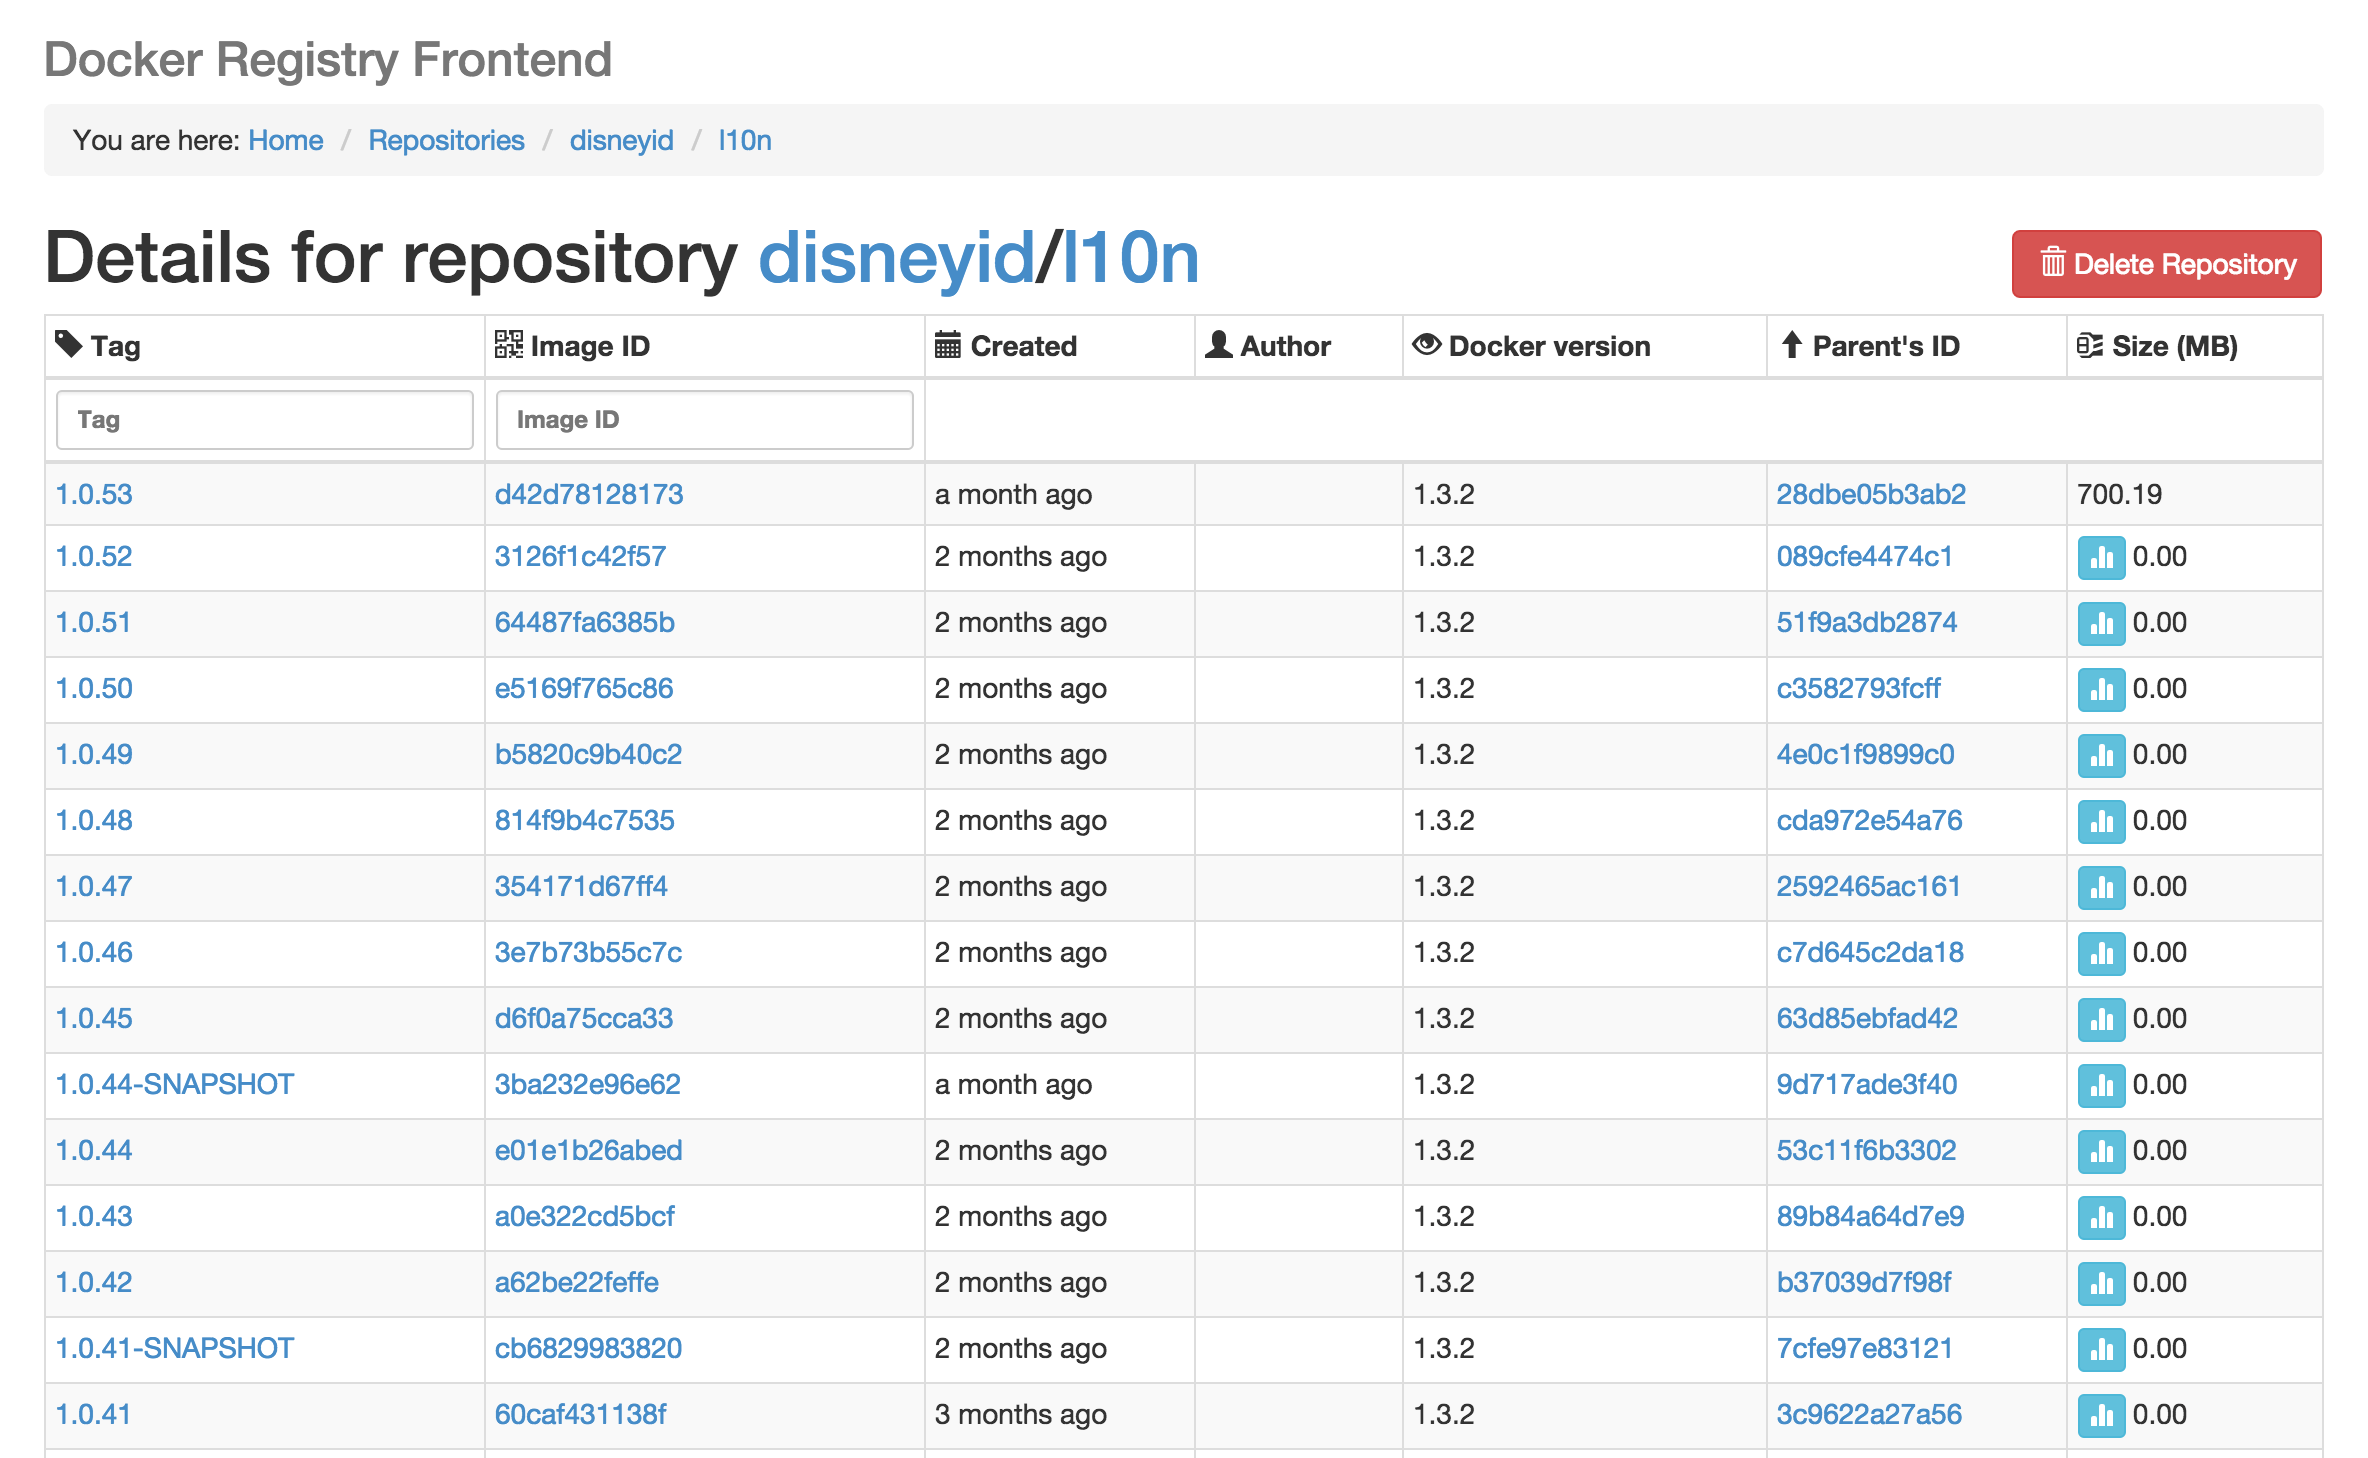 Docker Registry Frontend
You are here: Home / Repositories / disneyid / l10n
Details for repository disneyid/l10n
Delete Repository
Tag Image ID Created Author Docker version Parent's ID Size (MB)
Tag Image ID
1.0.53 d42d78128173 a month ago 1.3.2 28dbe05b3ab2 700.19
1.0.52 3126f1c42f57 2 months ago 1.3.2 089cfe4474c1 0.00
1.0.51 64487fa6385b 2 months ago 1.3.2 51f9a3db2874 0.00
1.0.50 e5169f765c86 2 months ago 1.3.2 c3582793fcff 0.00
1.0.49 b5820c9b40c2 2 months ago 1.3.2 4e0c1f9899c0 0.00
1.0.48 814f9b4c7535 2 months ago 1.3.2 cda972e54a76 0.00
1.0.47 354171d67ff4 2 months ago 1.3.2 2592465ac161 0.00
1.0.46 3e7b73b55c7c 2 months ago 1.3.2 c7d645c2da18 0.00
1.0.45 d6f0a75cca33 2 months ago 1.3.2 63d85ebfad42 0.00
1.0.44-SNAPSHOT 3ba232e96e62 a month ago 1.3.2 9d717ade3f40 0.00
1.0.44 e01e1b26abed 2 months ago 1.3.2 53c11f6b3302 0.00
1.0.43 a0e322cd5bcf 2 months ago 1.3.2 89b84a64d7e9 0.00
1.0.42 a62be22feffe 2 months ago 1.3.2 b37039d7f98f 0.00
1.0.41-SNAPSHOT cb6829983820 2 months ago 1.3.2 7cfe97e83121 0.00
1.0.41 60caf431138f 3 months ago 1.3.2 3c9622a27a56 0.00